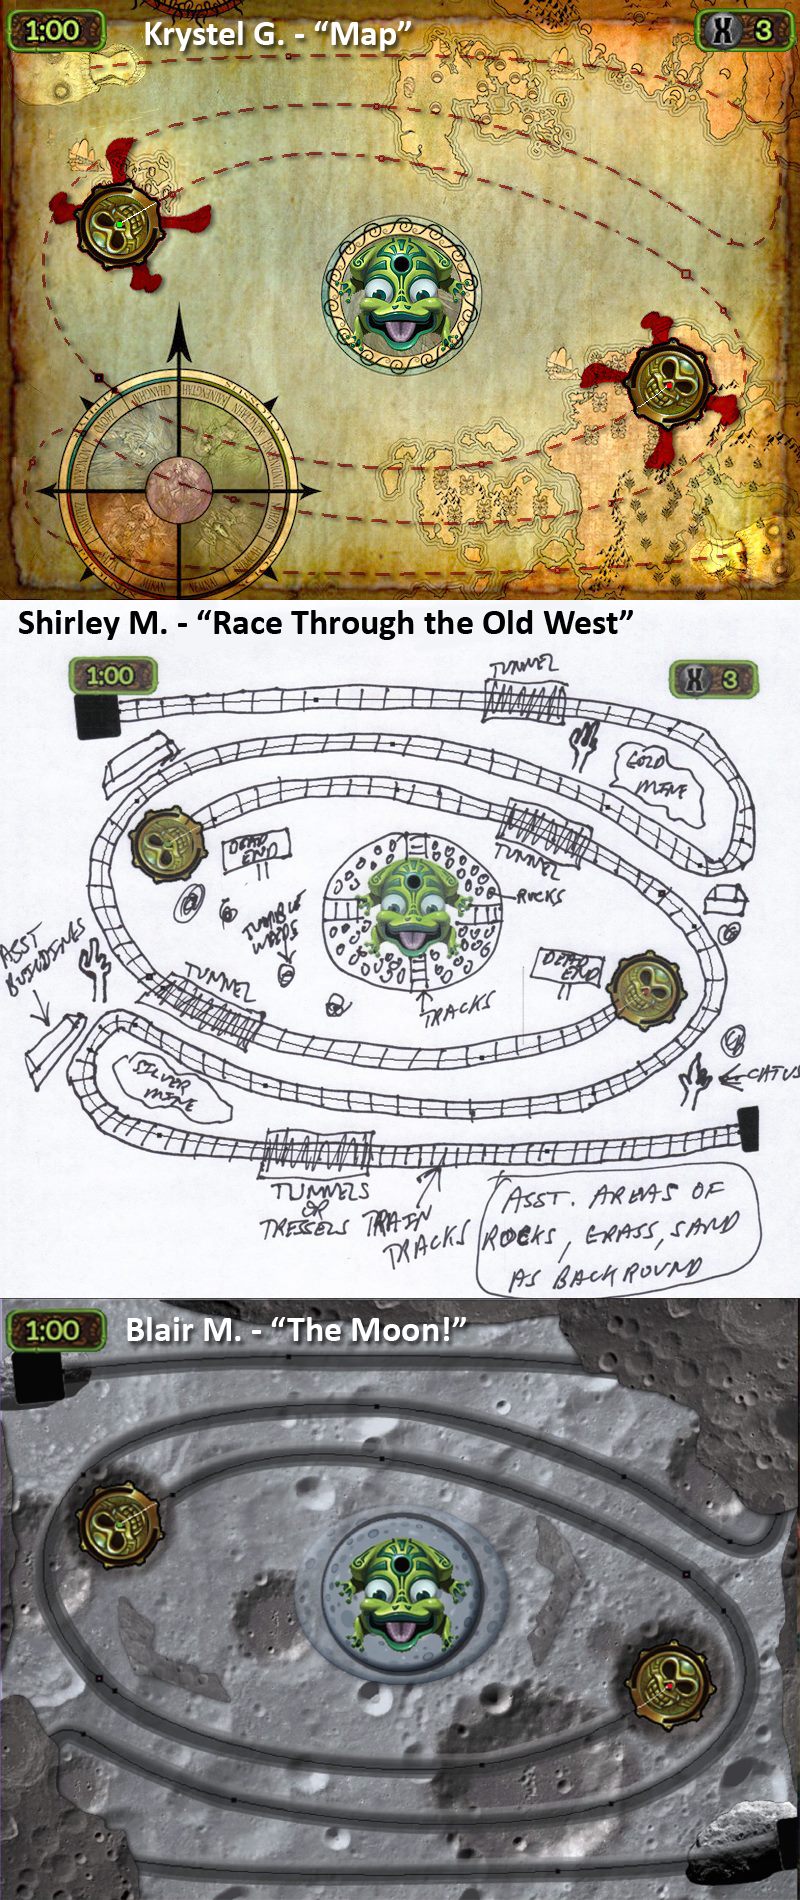 1:00
Krystel G. - “Map”
X 3
Shirley M. - “Race Through the Old West”
1:00
X 3
TUNNEL
GOLD
MINE
DEAD
END
TUNNEL
ROCKS
TUMBLE
WEEDS
ASST
BUILDINGS
TUNNEL
DEAD
END
TRACKS
SILVER
MINE
CATUS
TUNNELS
OR
TRESSELS
TRAIN
TRACKS
ASST. AREAS OF
ROCKS, GRASS, SAND
AS BACKROUND
1:00
Blair M. - “The Moon!”